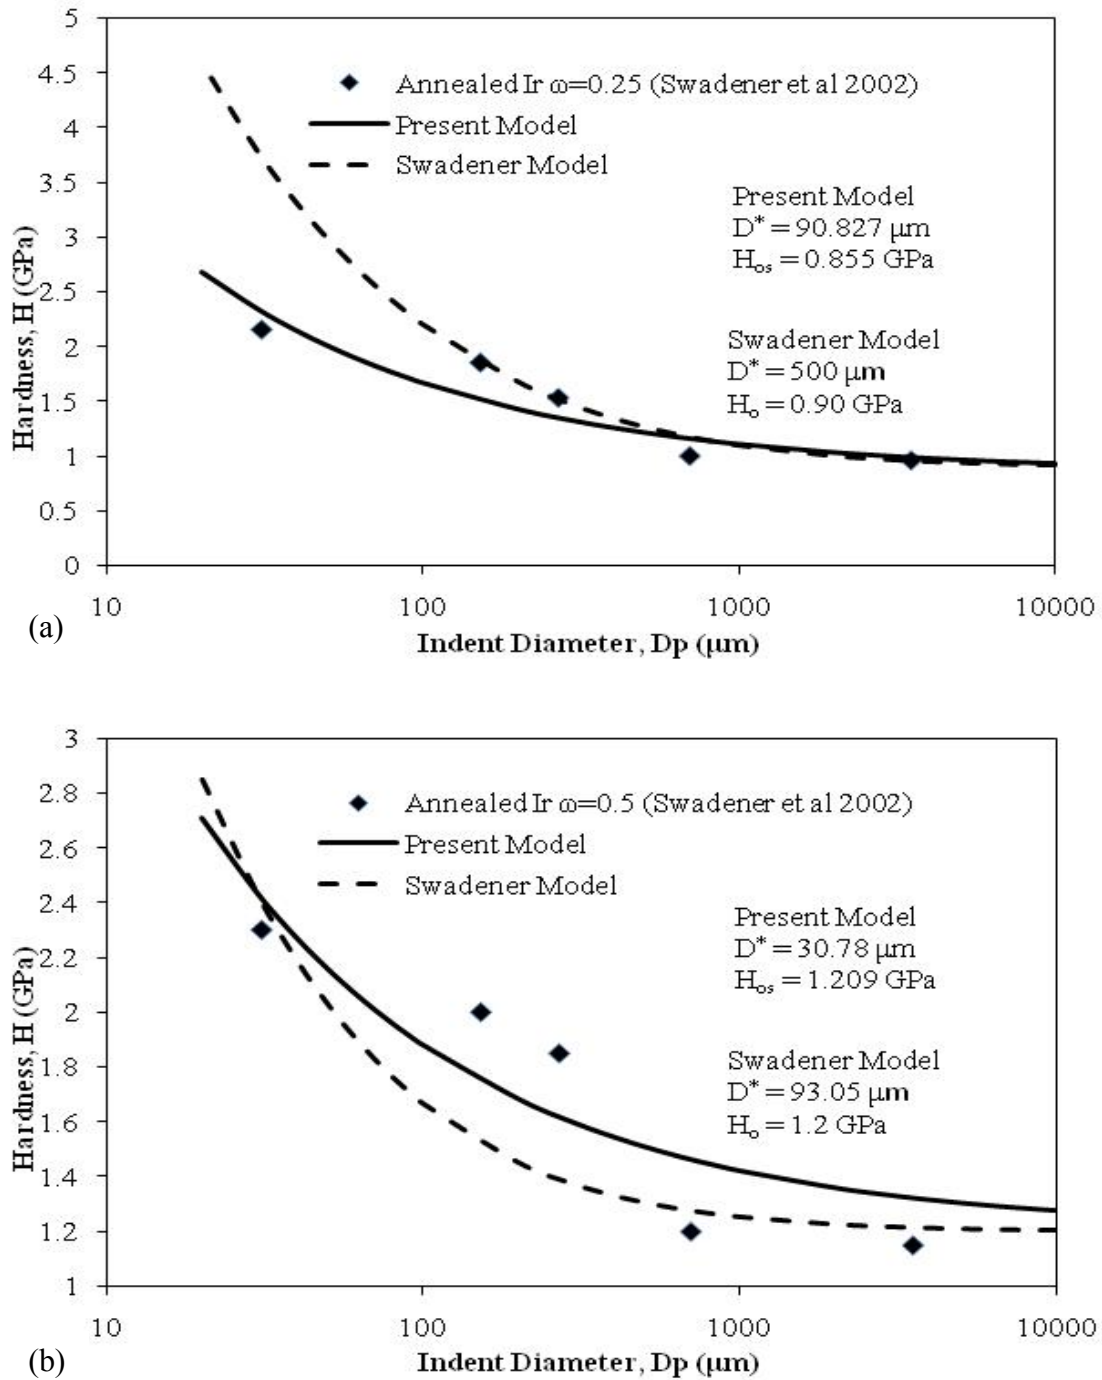 5
4.5
4
3.5
3
2.5
2
1.5
1
0.5
0
Hardness, H (GPa)
Annealed Ir ω=0.25 (Swadener et al 2002)
Present Model
Swadener Model
Present Model
D* = 90.827 μm
Hos = 0.855 GPa
Swadener Model
D* = 500 μm
Ho = 0.90 GPa
10 100 1000 10000
(a)
Indent Diameter, Dp (μm)
3
2.8
2.6
2.4
2.2
2
1.8
1.6
1.4
1.2
1
Hardness, H (GPa)
Annealed Ir ω=0.5 (Swadener et al 2002)
Present Model
Swadener Model
Present Model
D* = 30.78 μm
Hos = 1.209 GPa
Swadener Model
D* = 93.05 μm
Ho = 1.2 GPa
10 100 1000 10000
(b)
Indent Diameter, Dp (μm)